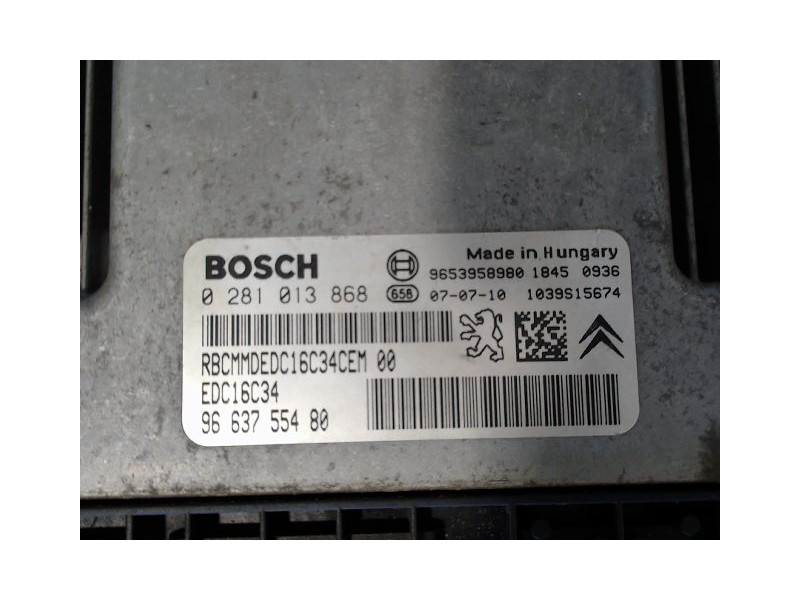 BOSCH
Made in Hungary
9653958980 1845 0936
0 281 013 868 658 07-07-10 1039S15674
RBCMMDEDC16C34CEM 00
EDC16C34
96 637 554 80